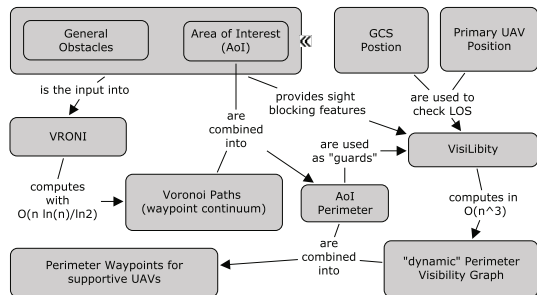 General
Obstacles
Area of Interest
(AoI)
GCS
Postion
Primary UAV
Position
is the input into
provides sight
blocking features
are used to
check LOS
are
combined
into
VRONI
are used
as "guards"
VisiLibity
computes
with
O(n ln(n)/ln2)
Voronoi Paths
(waypoint continuum)
AoI
Perimeter
computes in
O(n^3)
are
combined
into
Perimeter Waypoints for
supportive UAVs
"dynamic" Perimeter
Visibility Graph